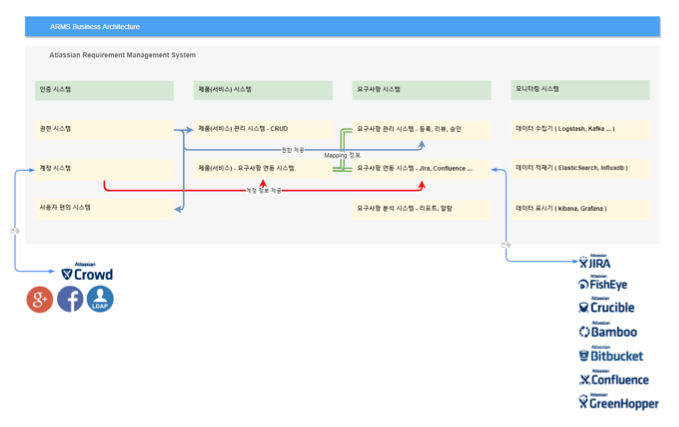 ARMS Business Architecture
Atlassian Requirement Management System
인증 시스템
제품(서비스) 시스템
요구사항 시스템
모니터링 시스템
권한 시스템
제품(서비스) 관리 시스템 - CRUD
요구사항 관리 시스템 - 등록, 리뷰, 승인
데이터 수집기 ( Logstash, Kafka ... )
권한 제공
Mapping 정보
계정 시스템
제품(서비스) - 요구사항 연동 시스템
요구사항 연동 시스템 - Jira, Confluence ...
데이터 적재기 ( ElasticSearch, Influxdb )
계정 정보 제공
사용자 편의 시스템
요구사항 분석 시스템 - 리포트, 알람
데이터 표시기 ( kibana, Grafana )
연동
연동
Atlassian
Crowd
g+
f
LDAP
Atlassian
JIRA
Atlassian
FishEye
Atlassian
Crucible
Atlassian
Bamboo
Atlassian
Bitbucket
Atlassian
Confluence
Atlassian
GreenHopper